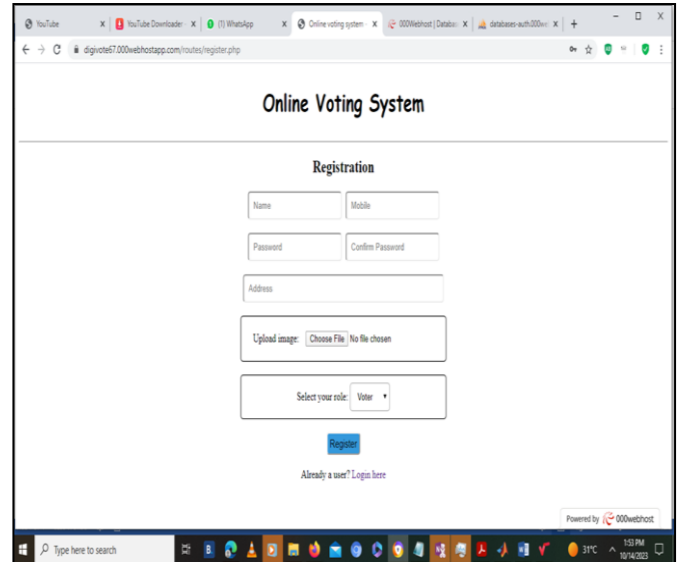 YouTube
YouTube Downloader -
(1) WhatsApp
Online voting system -
000Webhost | Databas
databases-auth.000we
digivote67.000webhostapp.com/routes/register.php
Online Voting System
Registration
Name Mobile
Password Confirm Password
Address
Upload image: Choose File No file chosen
Select your role: Voter
Register
Already a user? Login here
Powered by 000webhost
Type here to search
31°C
1:53 PM
10/14/2023